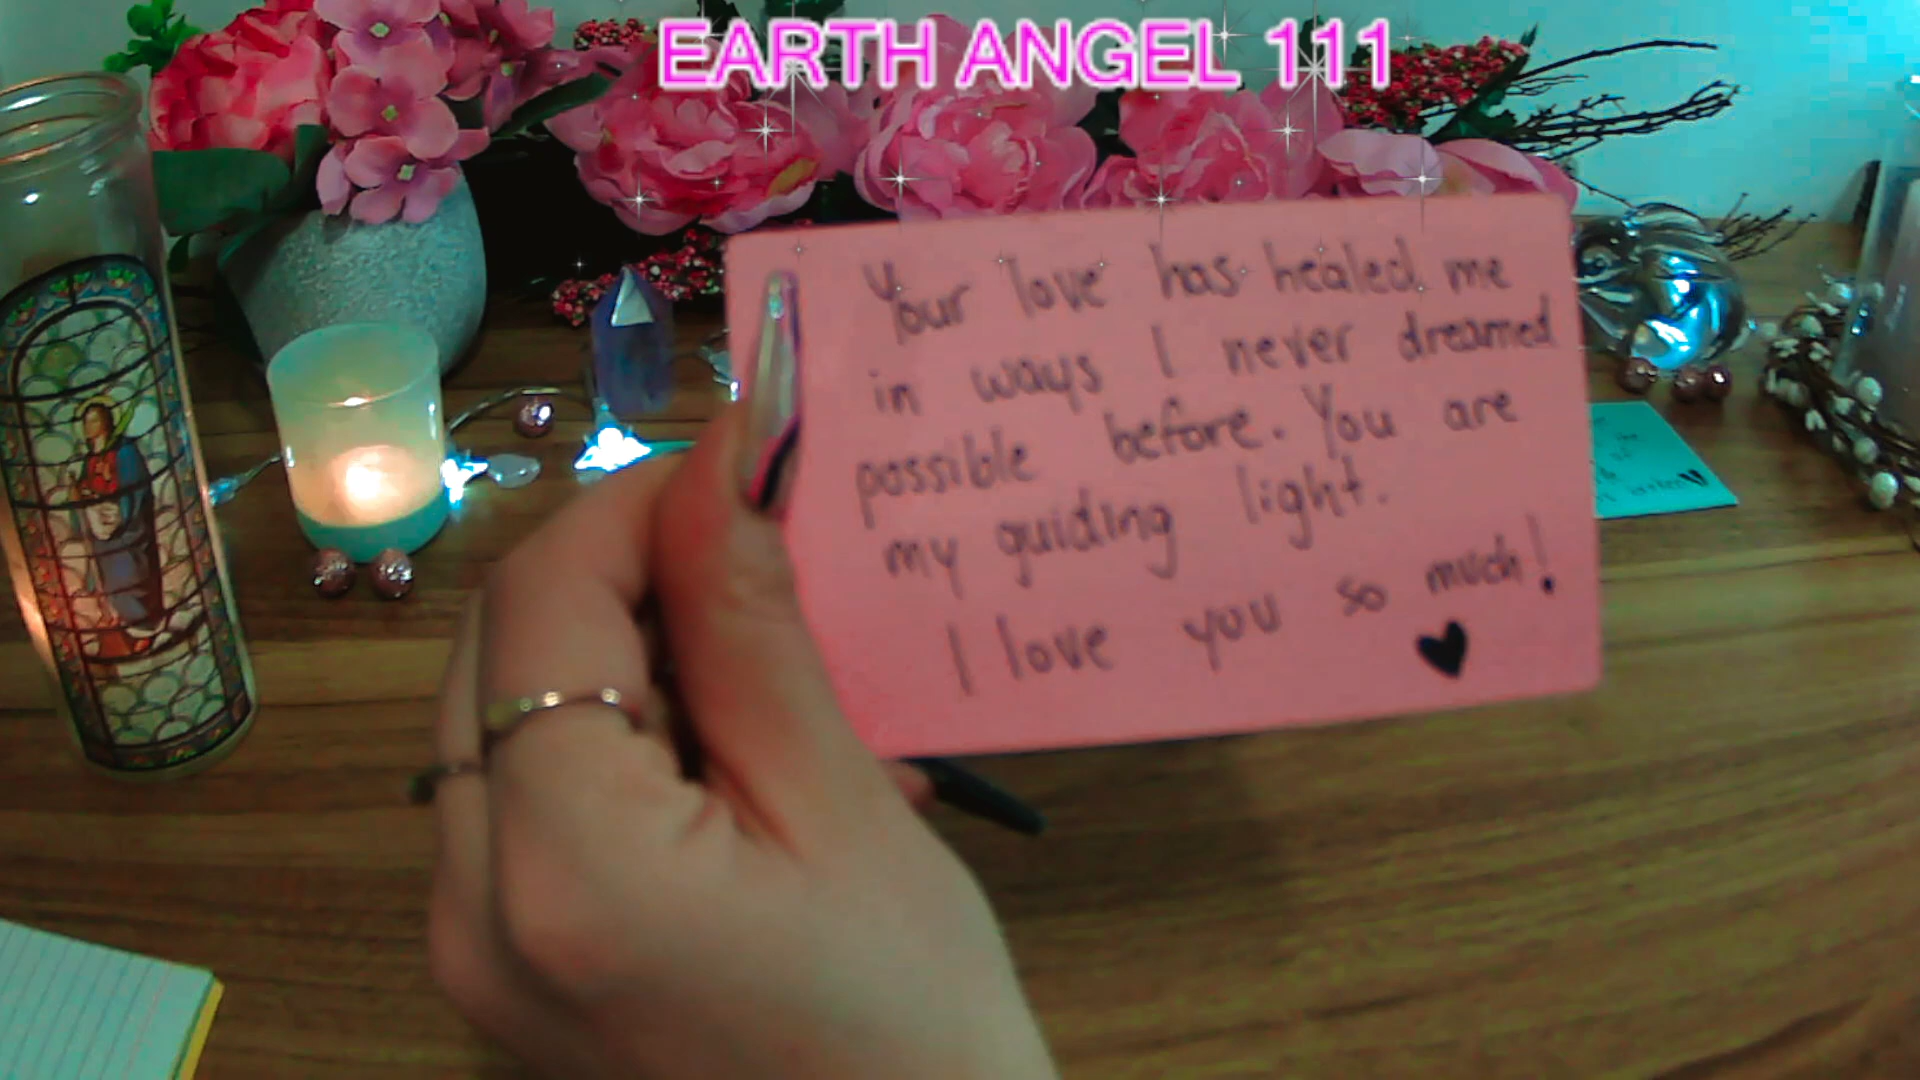 EARTH ANGEL 111
Your love has healed me
in ways I never dreamed
possible before. You are
my guiding light.
I love you so much!